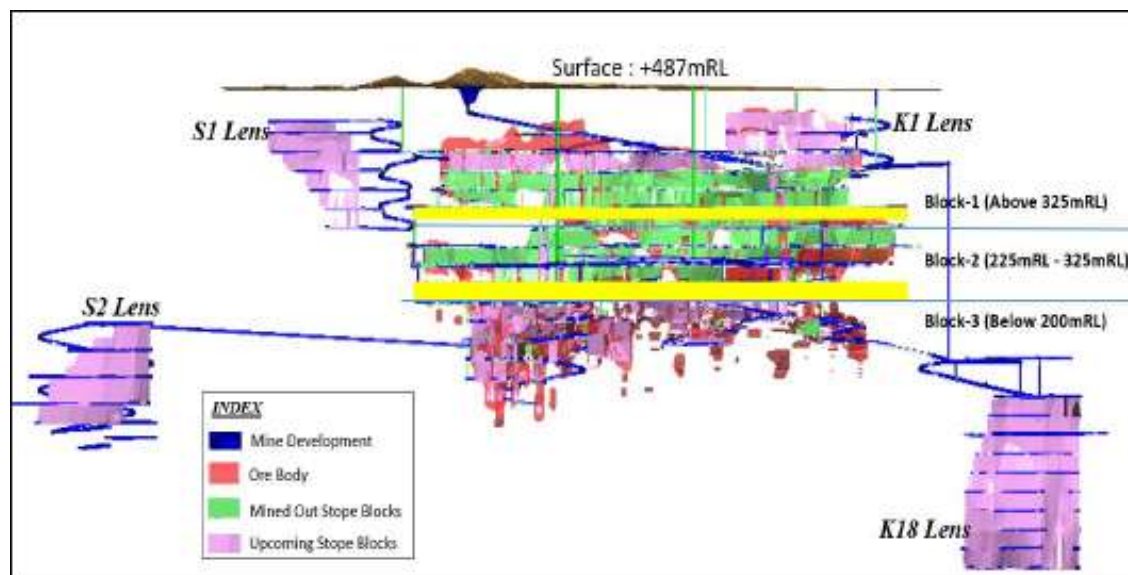 Surface : +487mRL
S1 Lens
K1 Lens
Block-1 (Above 325mRL)
Block-2 (225mRL - 325mRL)
S2 Lens
Block-3 (Below 200mRL)
INDEX
Mine Development
Ore Body
Mined Out Stope Blocks
Upcoming Stope Blocks
K18 Lens